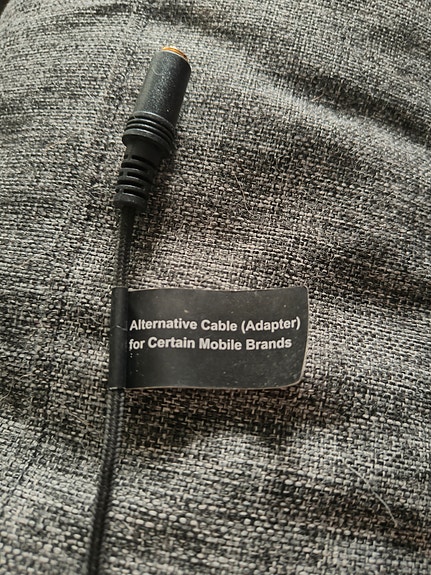 Alternative Cable (Adapter)
for Certain Mobile Brands